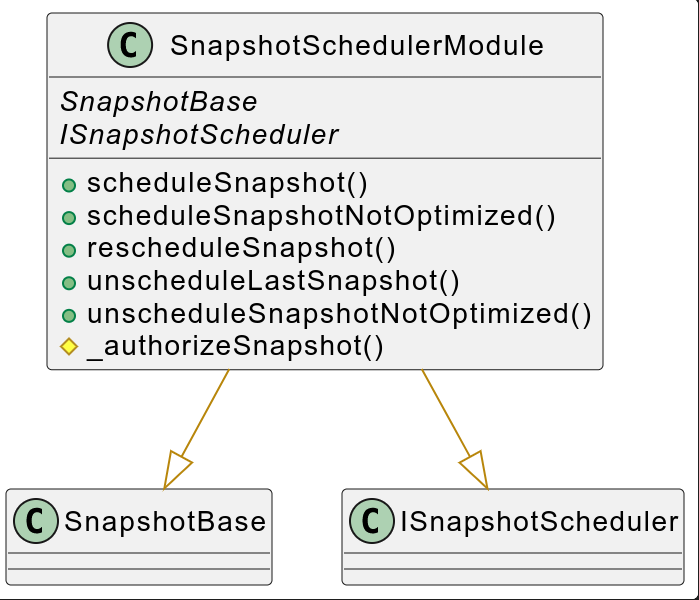 C SnapshotSchedulerModule
SnapshotBase
ISnapshotScheduler
scheduleSnapshot()
scheduleSnapshotNotOptimized()
rescheduleSnapshot()
unscheduleLastSnapshot()
unscheduleSnapshotNotOptimized()
_authorizeSnapshot()
C SnapshotBase
C ISnapshotScheduler